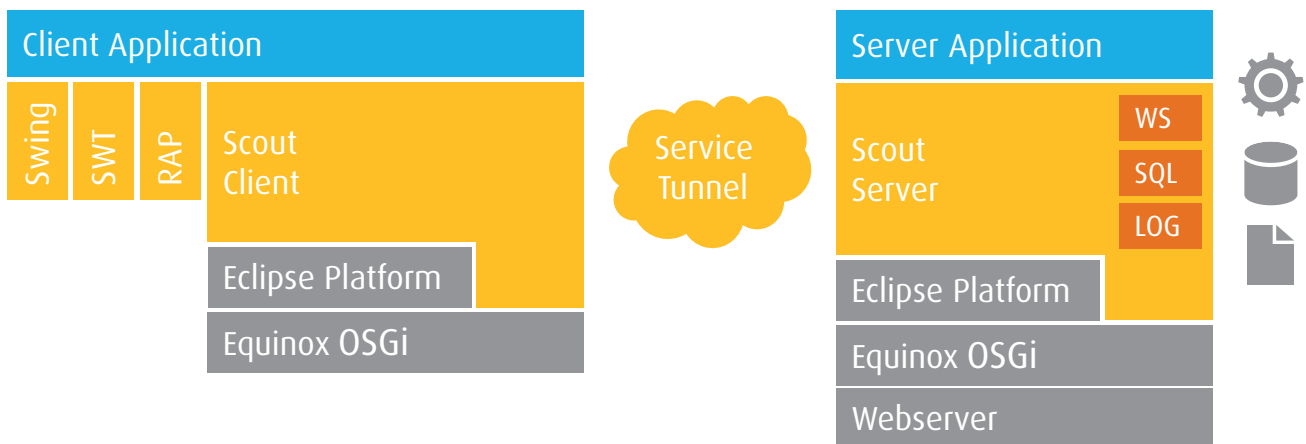 Client Application
Swing
SWT
RAP
Scout
Client
Eclipse Platform
Equinox OSGi
Service
Tunnel
Server Application
Scout
Server
WS
SQL
LOG
Eclipse Platform
Equinox OSGi
Webserver